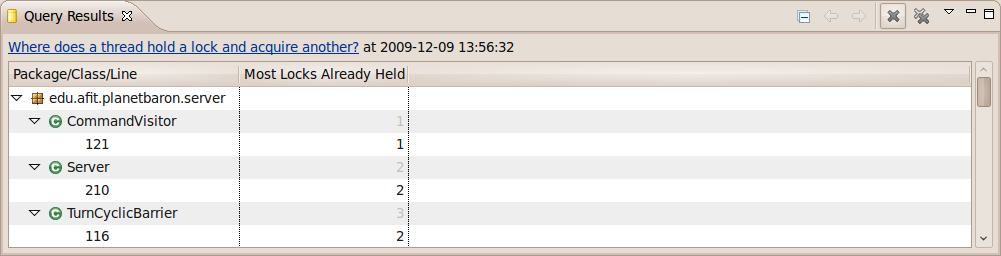 Query Results
Where does a thread hold a lock and acquire another? at 2009-12-09 13:56:32
Package/Class/Line Most Locks Already Held
edu.afit.planetbaron.server
C CommandVisitor 1
121 1
C Server 2
210 2
C TurnCyclicBarrier 3
116 2